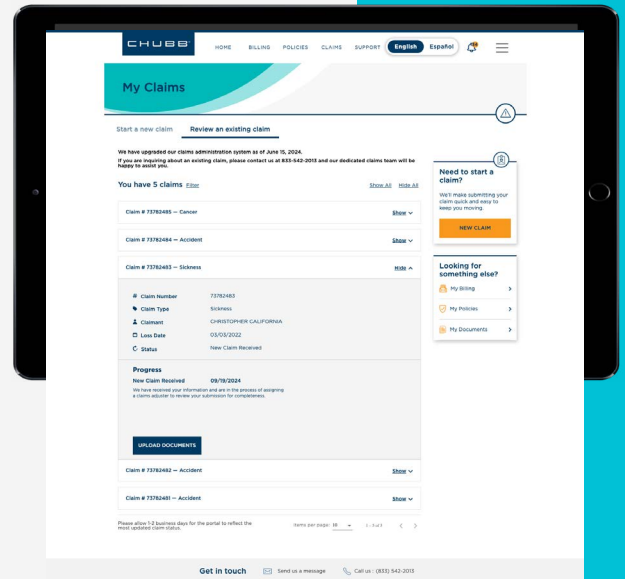 CHUBB
HOME BILLING POLICIES CLAIMS SUPPORT English Español
My Claims
Start a new claim Review an existing claim
We have upgraded our claims administration system as of June 15, 2024.
If you are inquiring about an existing claim, please contact us at 833-542-2013 and our dedicated claims team will be
happy to assist you.
You have 5 claims Filter Show All Hide All
Claim # 73782485 — Cancer Show
Claim # 73782484 — Accident Show
Claim # 73782483 — Sickness Hide
# Claim Number 73782483
Claim Type Sickness
Claimant CHRISTOPHER CALIFORNIA
Loss Date 03/03/2022
Status New Claim Received
Progress
New Claim Received 09/19/2024
We have received your information and are in the process of assigning
a claims adjuster to review your submission for completeness.
UPLOAD DOCUMENTS
Claim # 73782482 — Accident Show
Claim # 73782481 — Accident Show
Please allow 1-2 business days for the portal to reflect the
most updated claim status.
Items per page: 10
Need to start a
claim?
We'll make submitting your
claim quick and easy to
keep you moving.
NEW CLAIM
Looking for
something else?
My Billing
My Policies
My Documents
Get in touch Send us a message Call us : (833) 542-2013